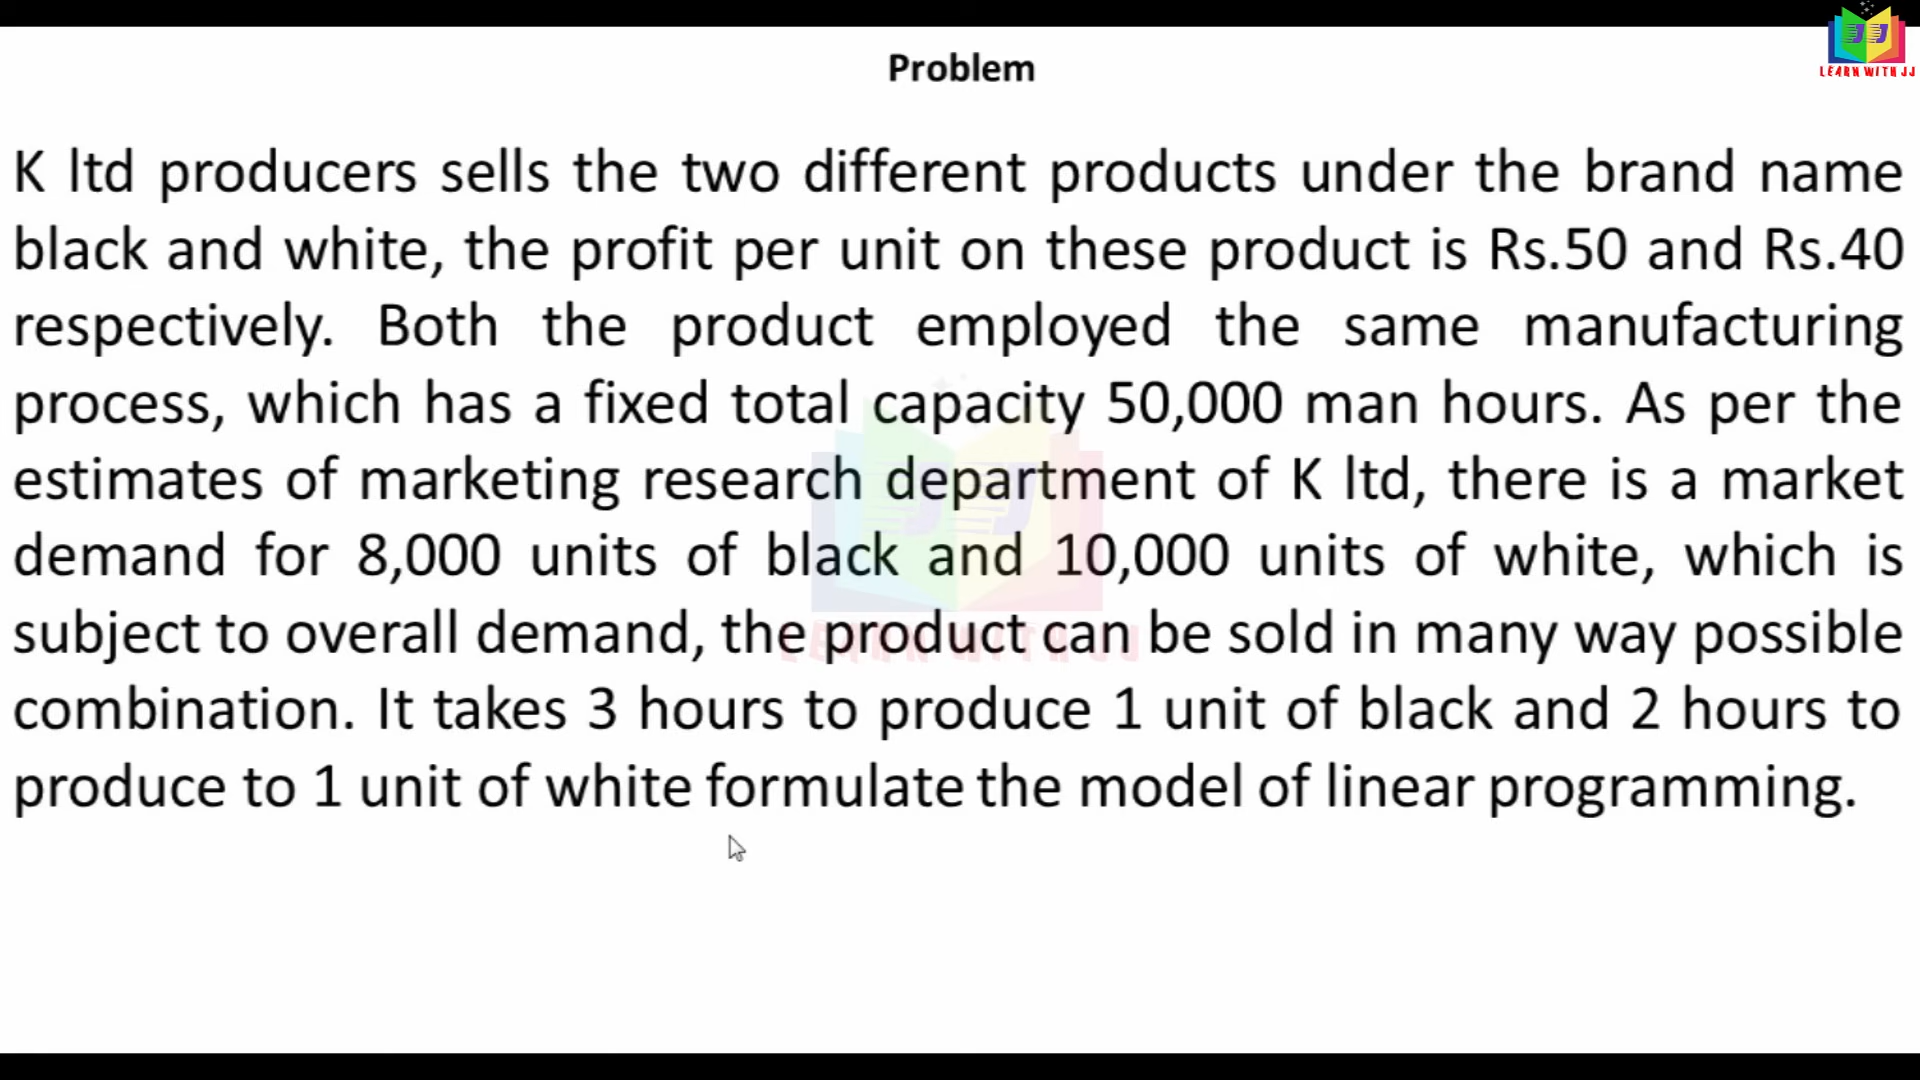 LEARN WITH JJ
Problem
K ltd producers sells the two different products under the brand name
black and white, the profit per unit on these product is Rs.50 and Rs.40
respectively. Both the product employed the same manufacturing
process, which has a fixed total capacity 50,000 man hours. As per the
estimates of marketing research department of K ltd, there is a market
demand for 8,000 units of black and 10,000 units of white, which is
subject to overall demand, the product can be sold in many way possible
combination. It takes 3 hours to produce 1 unit of black and 2 hours to
produce to 1 unit of white formulate the model of linear programming.
LEARN WITH JJ